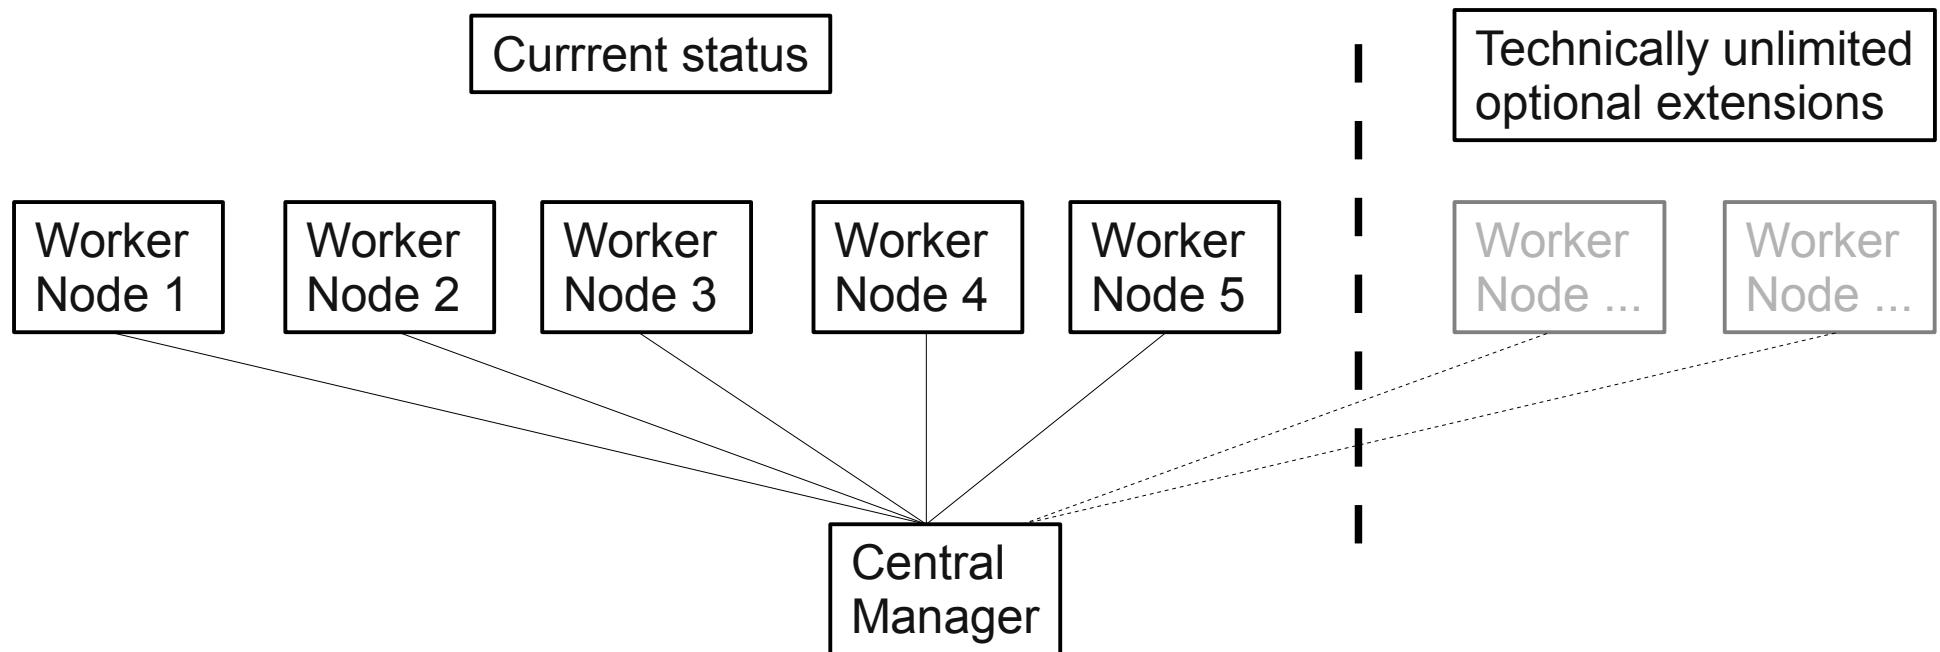 Currrent status
Technically unlimited
optional extensions
Worker
Node 1
Worker
Node 2
Worker
Node 3
Worker
Node 4
Worker
Node 5
Worker
Node ...
Worker
Node ...
Central
Manager